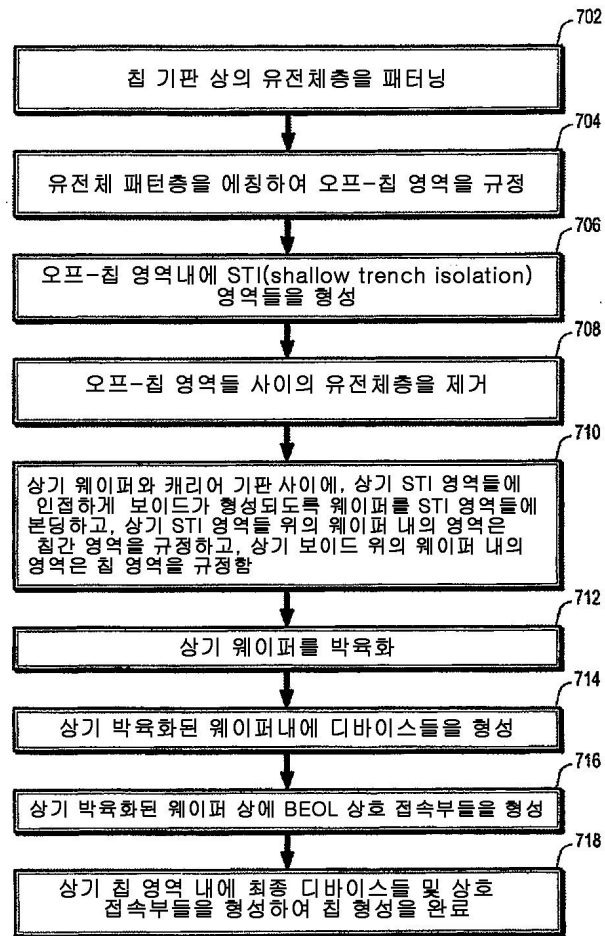 702
칩 기판 상의 유전체층을 패터닝
704
유전체 패턴층을 에칭하여 오프-칩 영역을 규정
706
오프-칩 영역내에 STI(shallow trench isolation)
영역들을 형성
708
오프-칩 영역들 사이의 유전체층을 제거
710
상기 웨이퍼와 캐리어 기판 사이에, 상기 STI 영역들에
인접하게 보이드가 형성되도록 웨이퍼를 STI 영역들에
본딩하고, 상기 STI 영역들 위의 웨이퍼 내의 영역은
칩간 영역을 규정하고, 상기 보이드 위의 웨이퍼 내의
영역은 칩 영역을 규정함
712
상기 웨이퍼를 박육화
714
상기 박육화된 웨이퍼내에 디바이스들을 형성
716
상기 박육화된 웨이퍼 상에 BEOL 상호 접속부들을 형성
718
상기 칩 영역 내에 최종 디바이스들 및 상호
접속부들을 형성하여 칩 형성을 완료